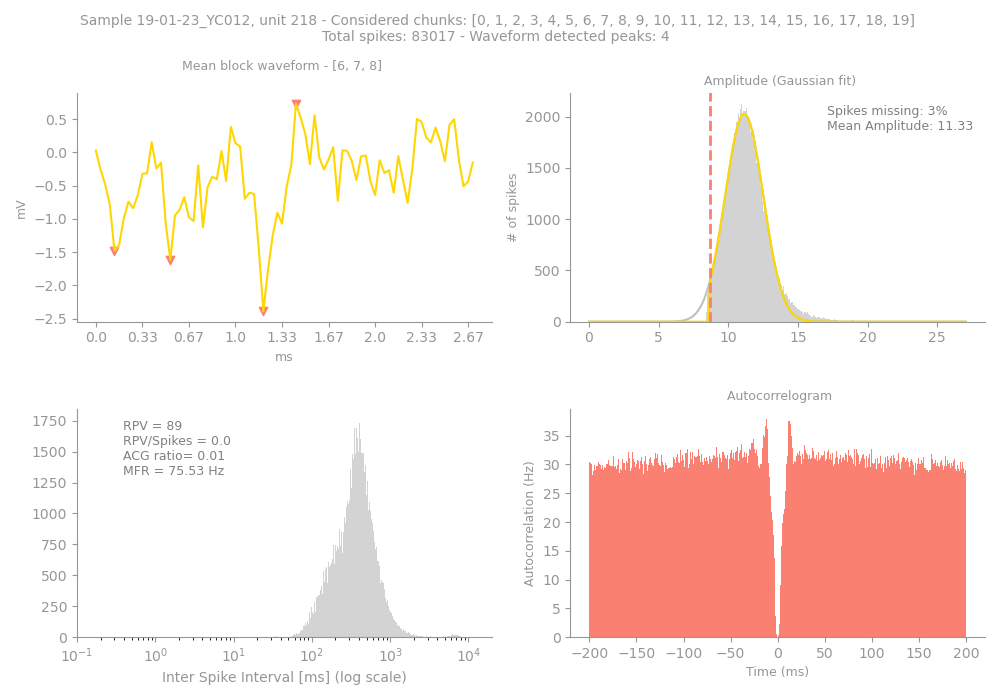 Sample 19-01-23_YC012, unit 218 - Considered chunks: [0, 1, 2, 3, 4, 5, 6, 7, 8, 9, 10, 11, 12, 13, 14, 15, 16, 17, 18, 19]
Total spikes: 83017 - Waveform detected peaks: 4
Mean block waveform - [6, 7, 8]
0.5
0.0
−0.5
−1.0
−1.5
−2.0
−2.5
mV
0.0 0.33 0.67 1.0 1.33 1.67 2.0 2.33 2.67
ms
Amplitude (Gaussian fit)
Spikes missing: 3%
Mean Amplitude: 11.33
2000
1500
1000
500
0
# of spikes
0 5 10 15 20 25
RPV = 89
RPV/Spikes = 0.0
ACG ratio= 0.01
MFR = 75.53 Hz
1750
1500
1250
1000
750
500
250
0
10⁻¹ 10⁰ 10¹ 10² 10³ 10⁴
Inter Spike Interval [ms] (log scale)
Autocorrelogram
35
30
25
20
15
10
5
0
Autocorrelation (Hz)
−200 −150 −100 −50 0 50 100 150 200
Time (ms)